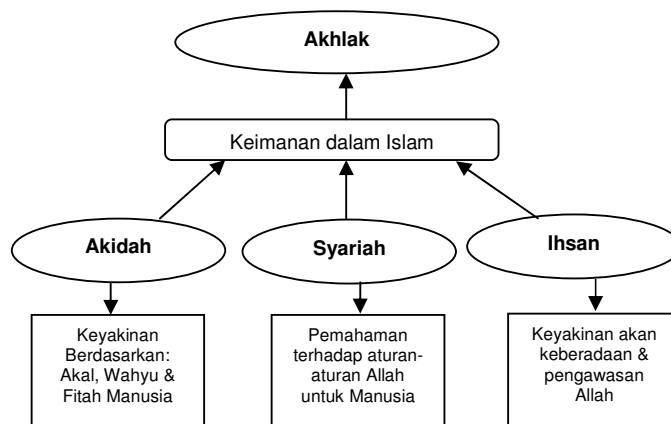 Akhlak
Keimanan dalam Islam
Akidah
Syariah
Ihsan
Keyakinan
Berdasarkan:
Akal, Wahyu &
Fitah Manusia
Pemahaman
terhadap aturan-
aturan Allah
untuk Manusia
Keyakinan akan
keberadaan &
pengawasan
Allah